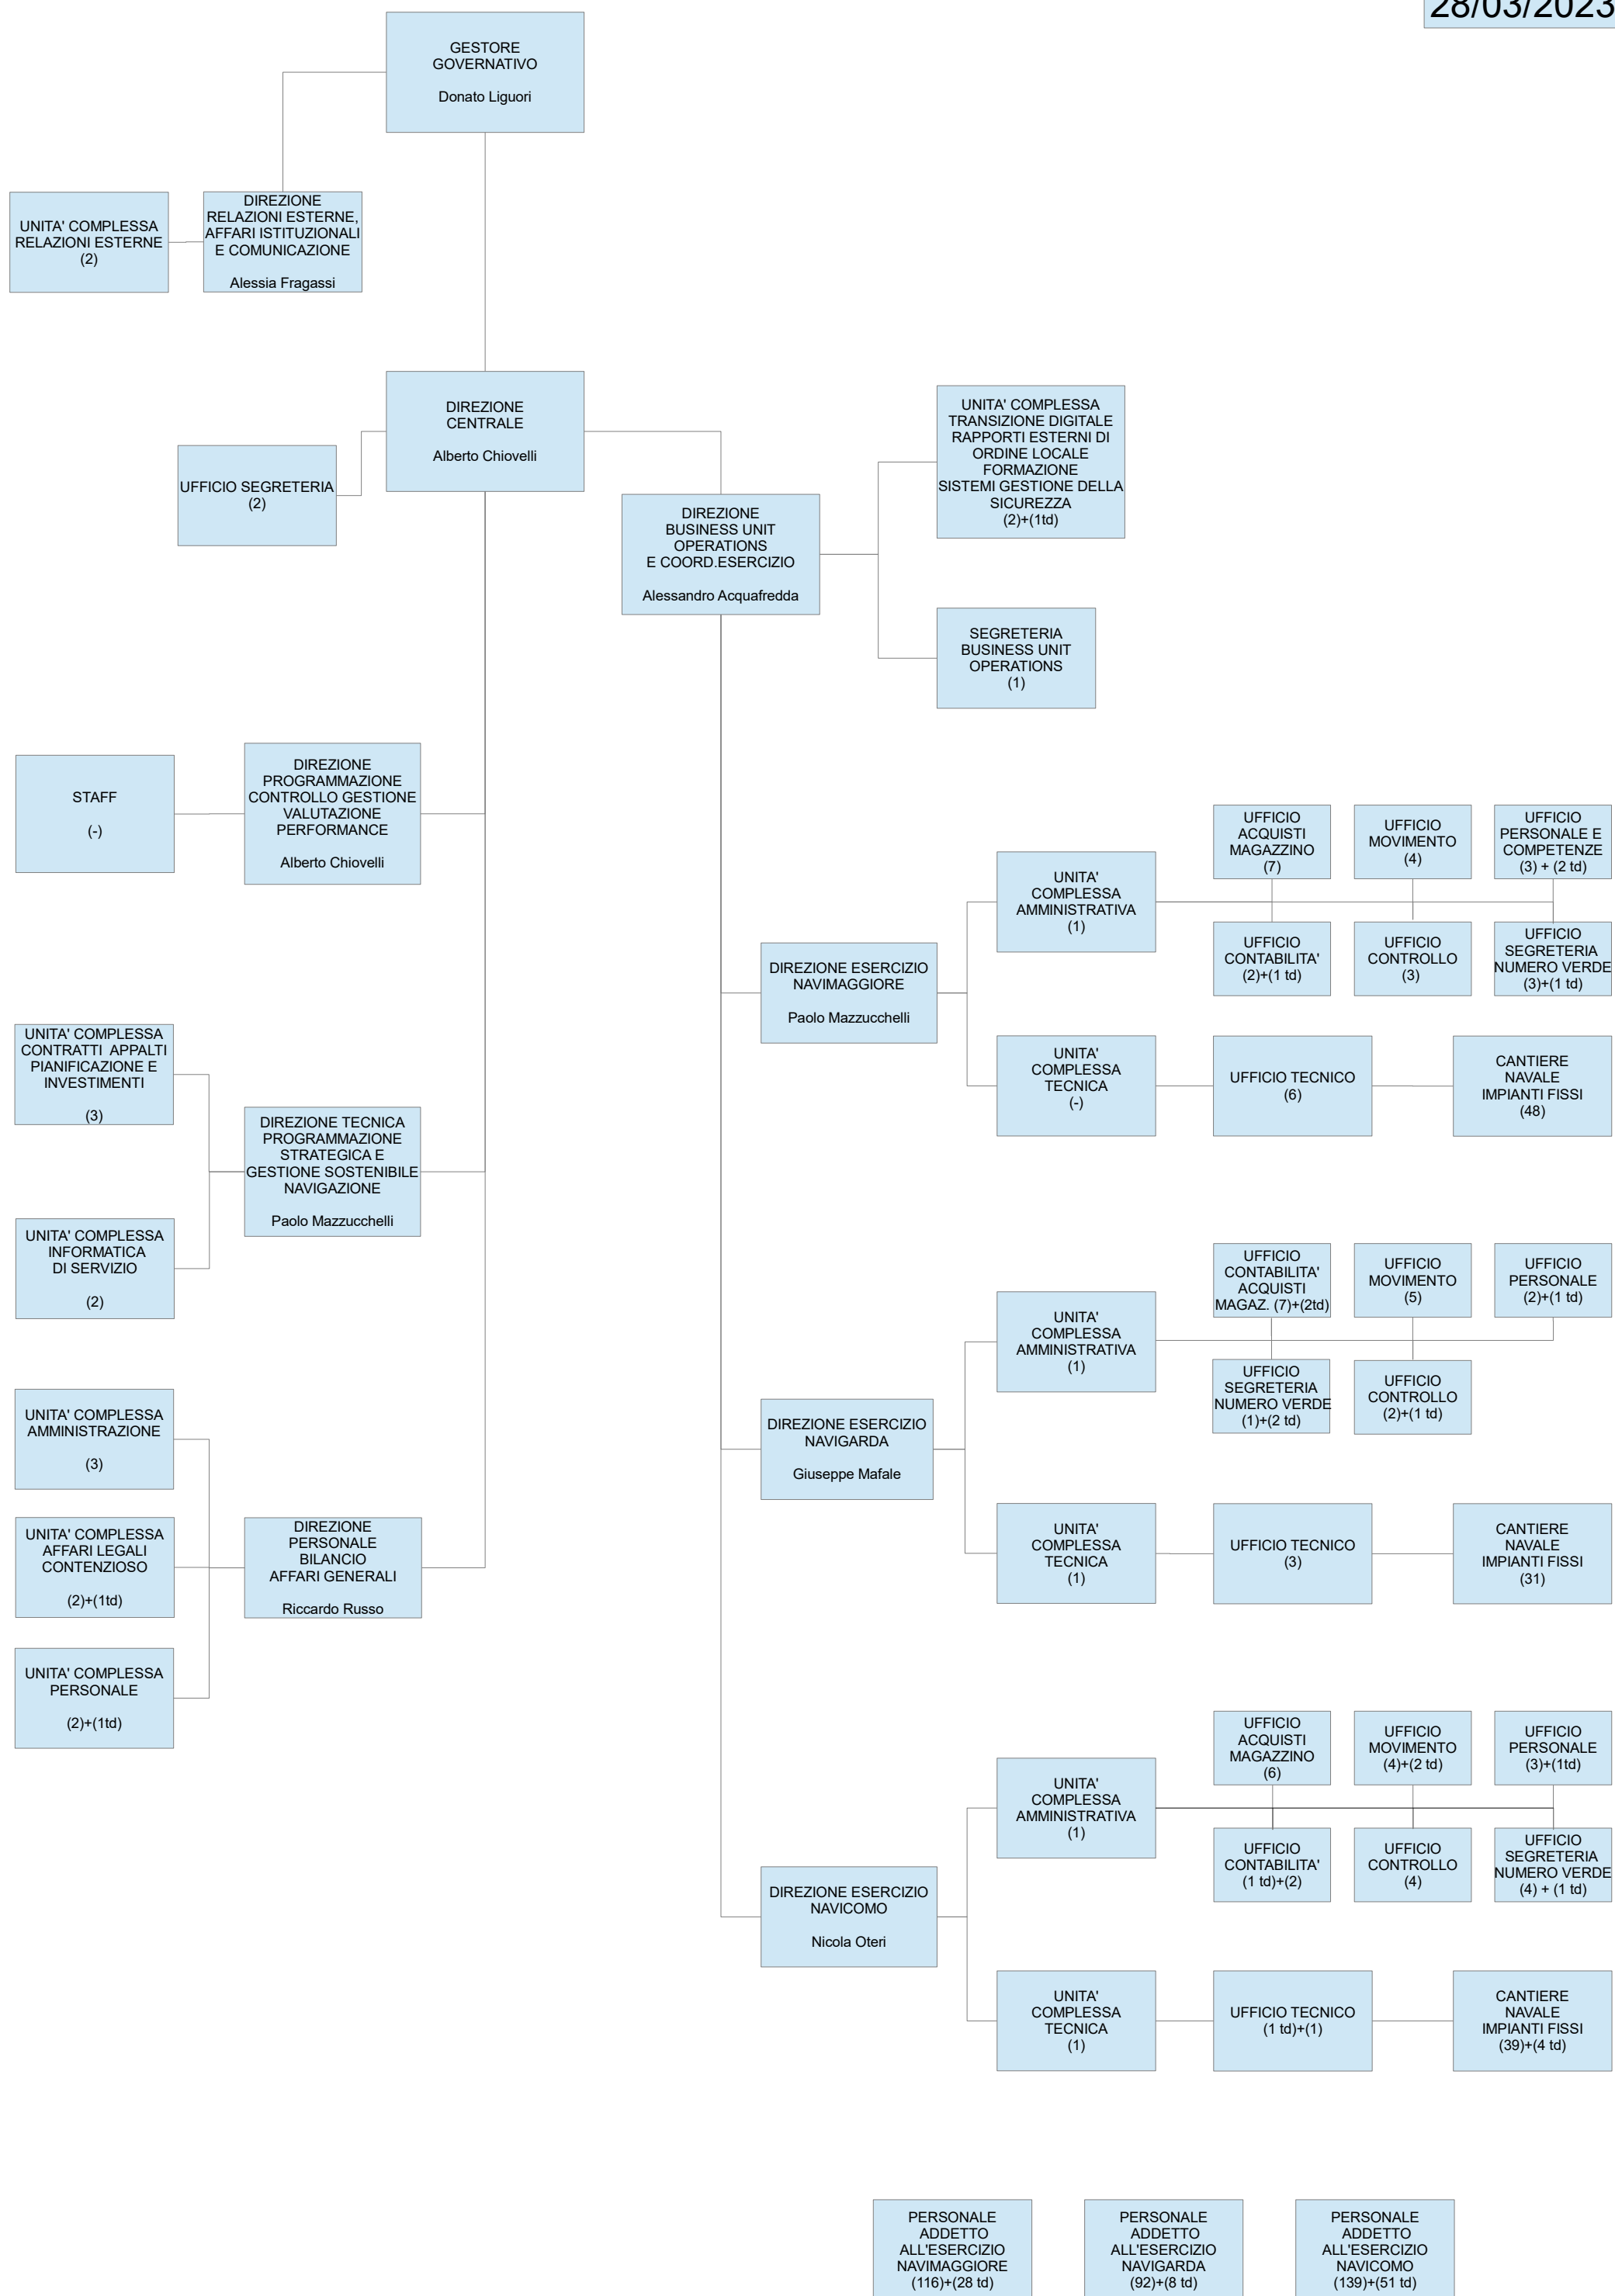 28/03/2023
GESTORE
GOVERNATIVO
Donato Liguori
UNITA' COMPLESSA
RELAZIONI ESTERNE
(2)
DIREZIONE
RELAZIONI ESTERNE,
AFFARI ISTITUZIONALI
E COMUNICAZIONE
Alessia Fragassi
DIREZIONE
CENTRALE
Alberto Chiovelli
UFFICIO SEGRETERIA
(2)
DIREZIONE
BUSINESS UNIT
OPERATIONS
E COORD.ESERCIZIO
Alessandro Acquafredda
UNITA' COMPLESSA
TRANSIZIONE DIGITALE
RAPPORTI ESTERNI DI
ORDINE LOCALE
FORMAZIONE
SISTEMI GESTIONE DELLA
SICUREZZA
(2)+(1td)
SEGRETERIA
BUSINESS UNIT
OPERATIONS
(1)
STAFF
(-)
DIREZIONE
PROGRAMMAZIONE
CONTROLLO GESTIONE
VALUTAZIONE
PERFORMANCE
Alberto Chiovelli
UNITA' COMPLESSA
CONTRATTI  APPALTI
PIANIFICAZIONE E
INVESTIMENTI
(3)
DIREZIONE TECNICA
PROGRAMMAZIONE
STRATEGICA E
GESTIONE SOSTENIBILE
NAVIGAZIONE
Paolo Mazzucchelli
UNITA' COMPLESSA
INFORMATICA
DI SERVIZIO
(2)
UNITA' COMPLESSA
AMMINISTRAZIONE
(3)
UNITA' COMPLESSA
AFFARI LEGALI
CONTENZIOSO
(2)+(1td)
DIREZIONE
PERSONALE
BILANCIO
AFFARI GENERALI
Riccardo Russo
UNITA' COMPLESSA
PERSONALE
(2)+(1td)
DIREZIONE ESERCIZIO
NAVIMAGGIORE
Paolo Mazzucchelli
UNITA'
COMPLESSA
AMMINISTRATIVA
(1)
UFFICIO
ACQUISTI
MAGAZZINO
(7)
UFFICIO
MOVIMENTO
(4)
UFFICIO
PERSONALE E
COMPETENZE
(3) + (2 td)
UFFICIO
CONTABILITA'
(2)+(1 td)
UFFICIO
CONTROLLO
(3)
UFFICIO
SEGRETERIA
NUMERO VERDE
(3)+(1 td)
UNITA'
COMPLESSA
TECNICA
(-)
UFFICIO TECNICO
(6)
CANTIERE
NAVALE
IMPIANTI FISSI
(48)
DIREZIONE ESERCIZIO
NAVIGARDA
Giuseppe Mafale
UNITA'
COMPLESSA
AMMINISTRATIVA
(1)
UFFICIO
CONTABILITA'
ACQUISTI
MAGAZ. (7)+(2td)
UFFICIO
MOVIMENTO
(5)
UFFICIO
PERSONALE
(2)+(1 td)
UFFICIO
SEGRETERIA
NUMERO VERDE
(1)+(2 td)
UFFICIO
CONTROLLO
(2)+(1 td)
UNITA'
COMPLESSA
TECNICA
(1)
UFFICIO TECNICO
(3)
CANTIERE
NAVALE
IMPIANTI FISSI
(31)
DIREZIONE ESERCIZIO
NAVICOMO
Nicola Oteri
UNITA'
COMPLESSA
AMMINISTRATIVA
(1)
UFFICIO
ACQUISTI
MAGAZZINO
(6)
UFFICIO
MOVIMENTO
(4)+(2 td)
UFFICIO
PERSONALE
(3)+(1td)
UFFICIO
CONTABILITA'
(1 td)+(2)
UFFICIO
CONTROLLO
(4)
UFFICIO
SEGRETERIA
NUMERO VERDE
(4) + (1 td)
UNITA'
COMPLESSA
TECNICA
(1)
UFFICIO TECNICO
(1 td)+(1)
CANTIERE
NAVALE
IMPIANTI FISSI
(39)+(4 td)
PERSONALE
ADDETTO
ALL'ESERCIZIO
NAVIMAGGIORE
(116)+(28 td)
PERSONALE
ADDETTO
ALL'ESERCIZIO
NAVIGARDA
(92)+(8 td)
PERSONALE
ADDETTO
ALL'ESERCIZIO
NAVICOMO
(139)+(51 td)